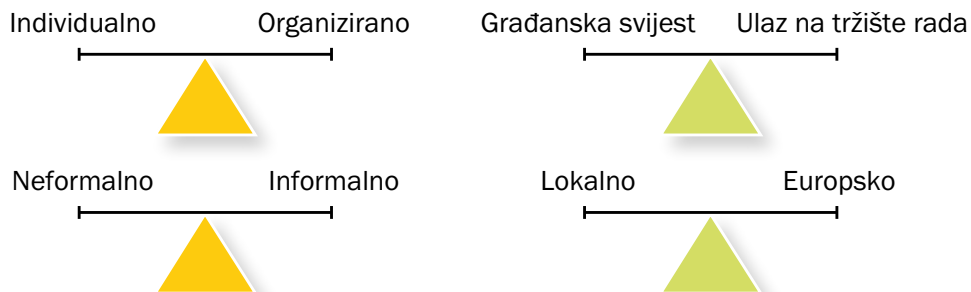 Individualno Organizirano Građanska svijest Ulaz na tržište rada
Neformalno Informalno Lokalno Europsko